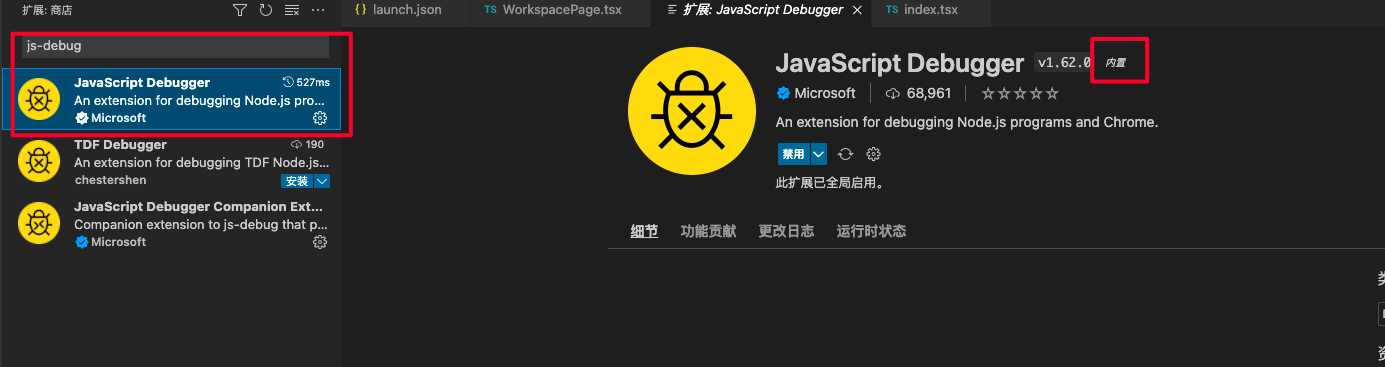 扩展: 商店
js-debug
JavaScript Debugger 527ms
An extension for debugging Node.js pro...
Microsoft
TDF Debugger 190
An extension for debugging TDF Node.js...
chestershen 安装
JavaScript Debugger Companion Ext...
Companion extension to js-debug that p...
Microsoft
{ } launch.json TS WorkspacePage.tsx 扩展: JavaScript Debugger TS index.tsx
JavaScript Debugger v1.62.0 内置
Microsoft 68,961
An extension for debugging Node.js programs and Chrome.
禁用
此扩展已全局启用。
细节 功能贡献 更改日志 运行时状态